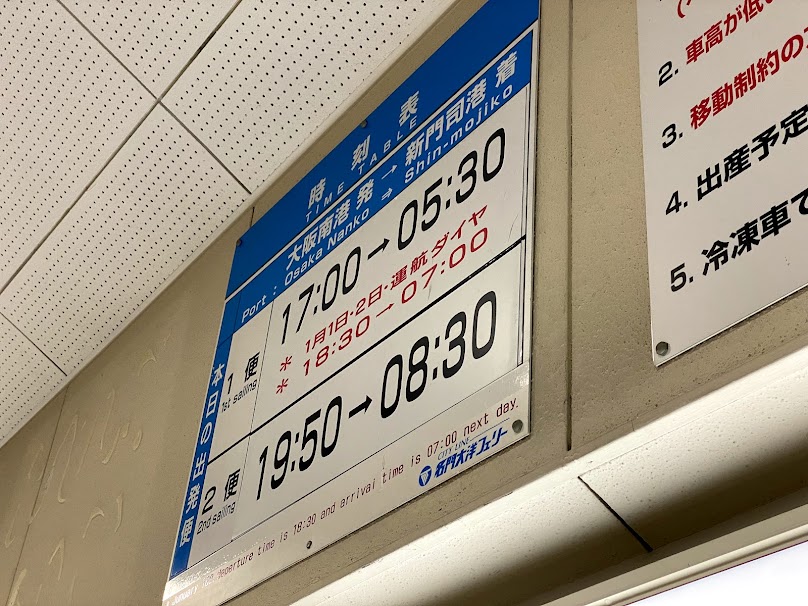 時刻表
TIME TABLE
大阪南港 発 → 新門司港 着
Port : Osaka Nanko ⇒ Shin-mojiko
本日の出発便
1 便
1st sailing
17:00→05:30
※ 1月1日・2日・運航ダイヤ
※ 18:30 → 07:00
2 便
2nd sailing
19:50→08:30
departure time is 18:30 and arrival time is 07:00 next day.
CITY LINE
名門大洋フェリー
2. 車高が低い
3. 移動制約の
4. 出産予定
5. 冷凍車で